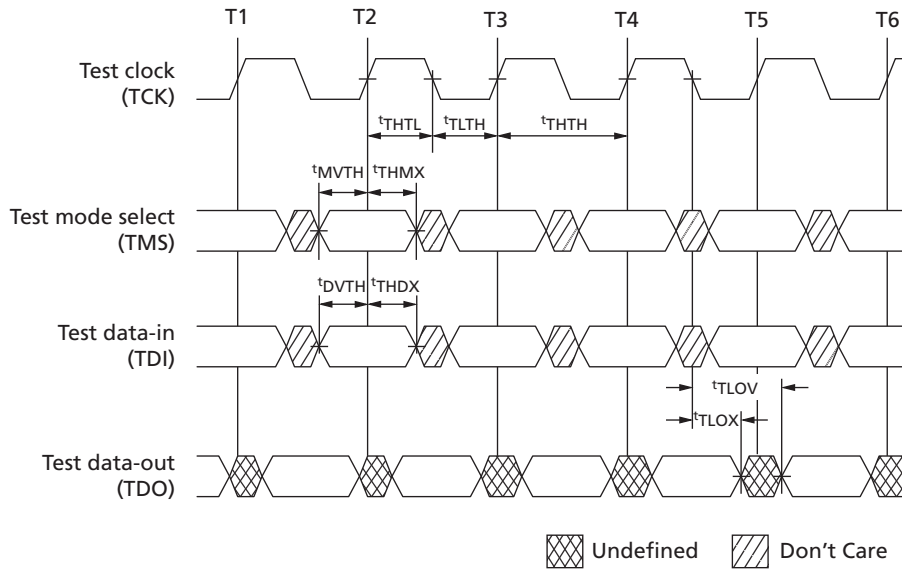 T1 T2 T3 T4 T5 T6
Test clock
(TCK)
tTHTL tTLTH tTHTH
tMVTH tTHMX
Test mode select
(TMS)
tDVTH tTHDX
Test data-in
(TDI)
tTLOV
tTLOX
Test data-out
(TDO)
Undefined Don't Care